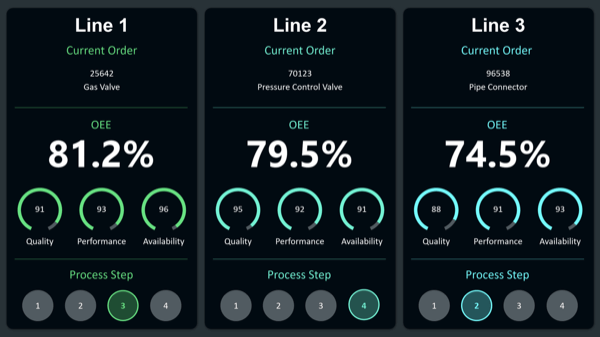 Line 1
Current Order
25642
Gas Valve
OEE
81.2%
91 93 96
Quality Performance Availability
Process Step
1 2 3 4
Line 2
Current Order
70123
Pressure Control Valve
OEE
79.5%
95 92 91
Quality Performance Availability
Process Step
1 2 3 4
Line 3
Current Order
96538
Pipe Connector
OEE
74.5%
88 91 93
Quality Performance Availability
Process Step
1 2 3 4